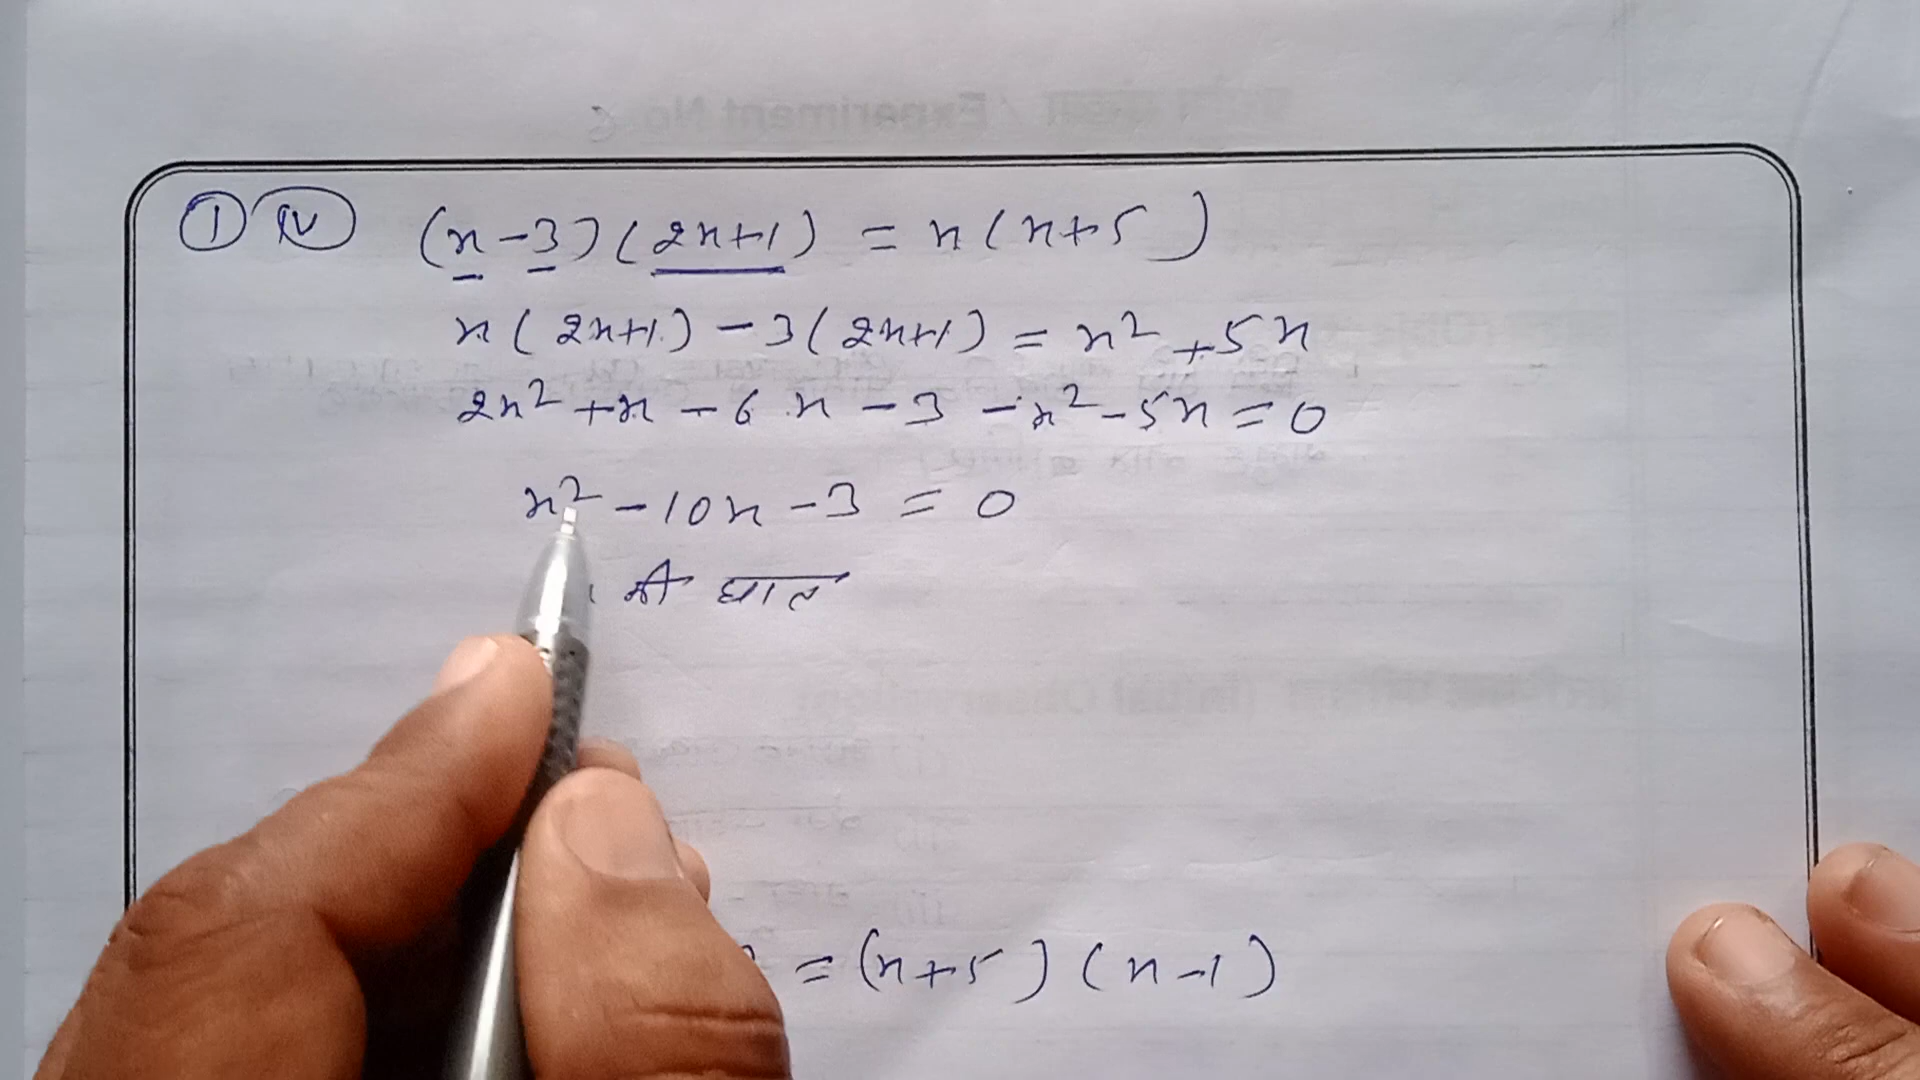 ① ⅳ (x-3)(2x+1) = x(x+5)
x(2x+1) - 3(2x+1) = x² + 5x
2x² + x - 6x - 3 - x² - 5x = 0
x² - 10x - 3 = 0
की घात
= (x+5)(x-1)